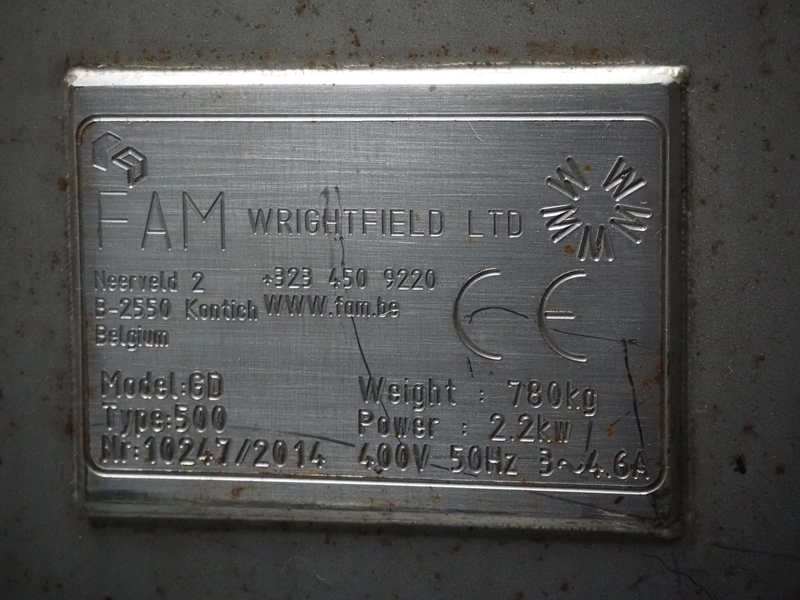 FAM WRIGHTFIELD LTD
Neerveld 2 +323 450 9220
B-2550 Kontich WWW.fam.be
Belgium
CE
Model:GD Weight : 780kg
Type:500 Power : 2.2kw
Nr:10247//2014 400V 50Hz 3~4.6A